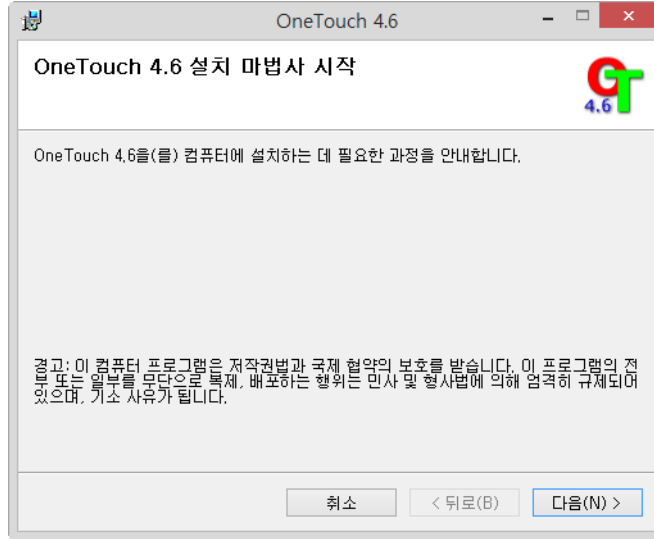 OneTouch 4.6
OneTouch 4.6 설치 마법사 시작
GT
4.6
OneTouch 4.6을(를) 컴퓨터에 설치하는 데 필요한 과정을 안내합니다.
경고: 이 컴퓨터 프로그램은 저작권법과 국제 협약의 보호를 받습니다. 이 프로그램의 전
부 또는 일부를 무단으로 복제, 배포하는 행위는 민사 및 형사법에 의해 엄격히 규제되어
있으며, 기소 사유가 됩니다.
취소
< 뒤로(B)
다음(N) >